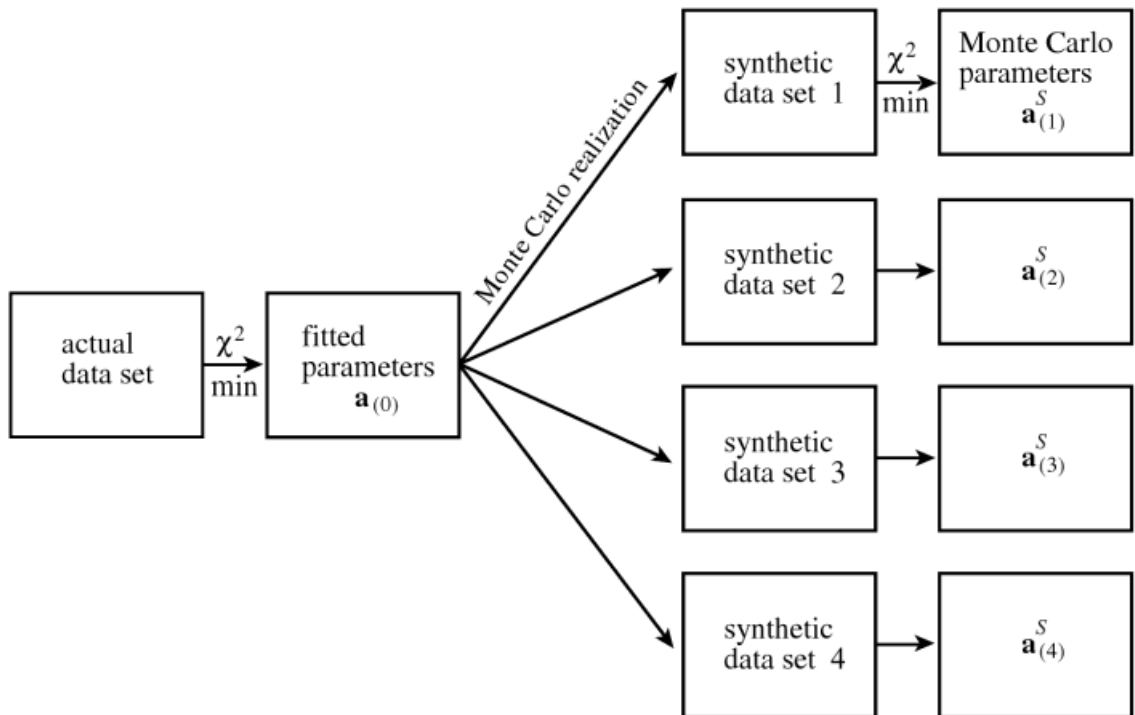 actual
data set
χ²
min
fitted
parameters
a(0)
Monte Carlo realization
synthetic
data set 1
χ²
min
Monte Carlo
parameters
aS(1)
synthetic
data set 2
aS(2)
synthetic
data set 3
aS(3)
synthetic
data set 4
aS(4)